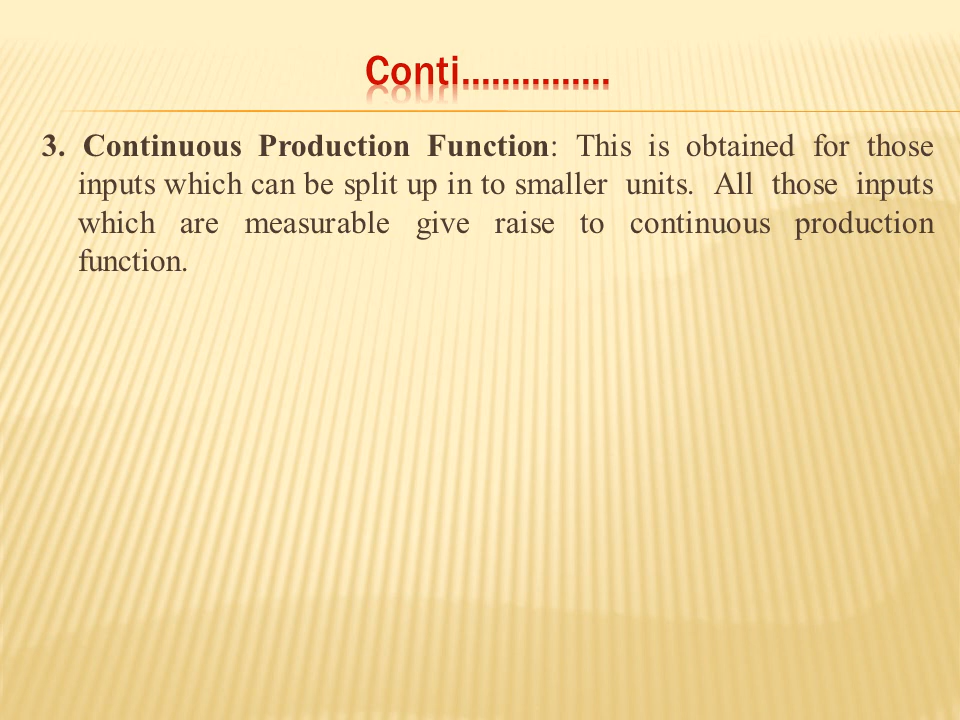 Conti...............
3. Continuous Production Function: This is obtained for those
inputs which can be split up in to smaller units. All those inputs
which are measurable give raise to continuous production
function.